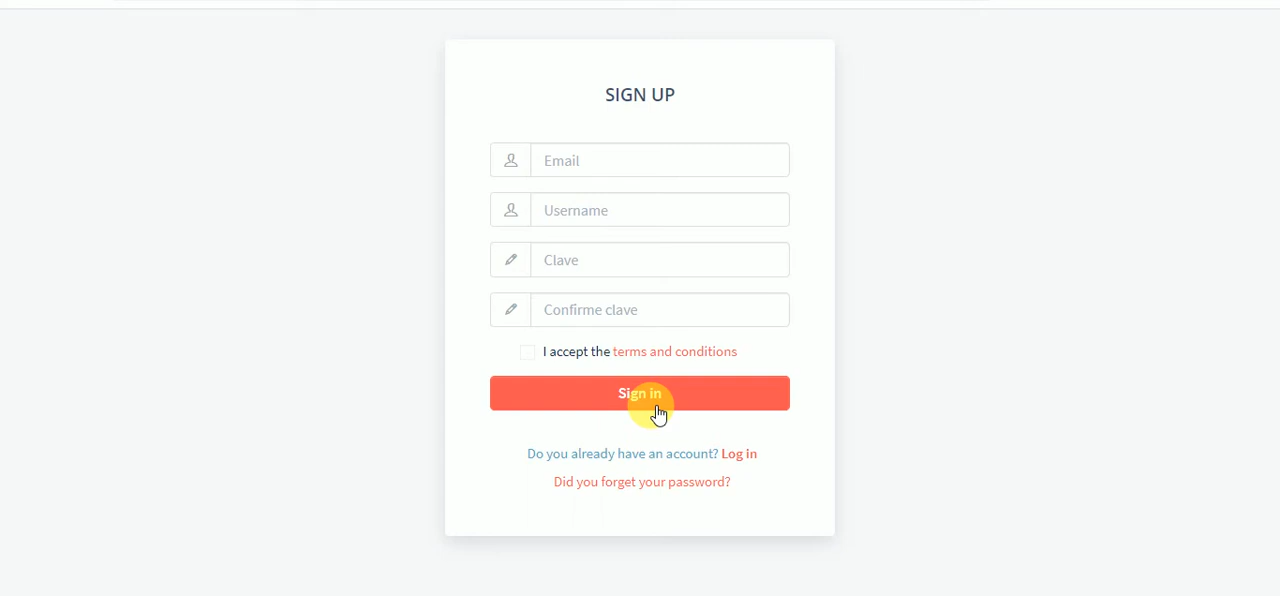 SIGN UP
Email
Username
Clave
Confirme clave
I accept the terms and conditions
Sign in
Do you already have an account? Log in
Did you forget your password?